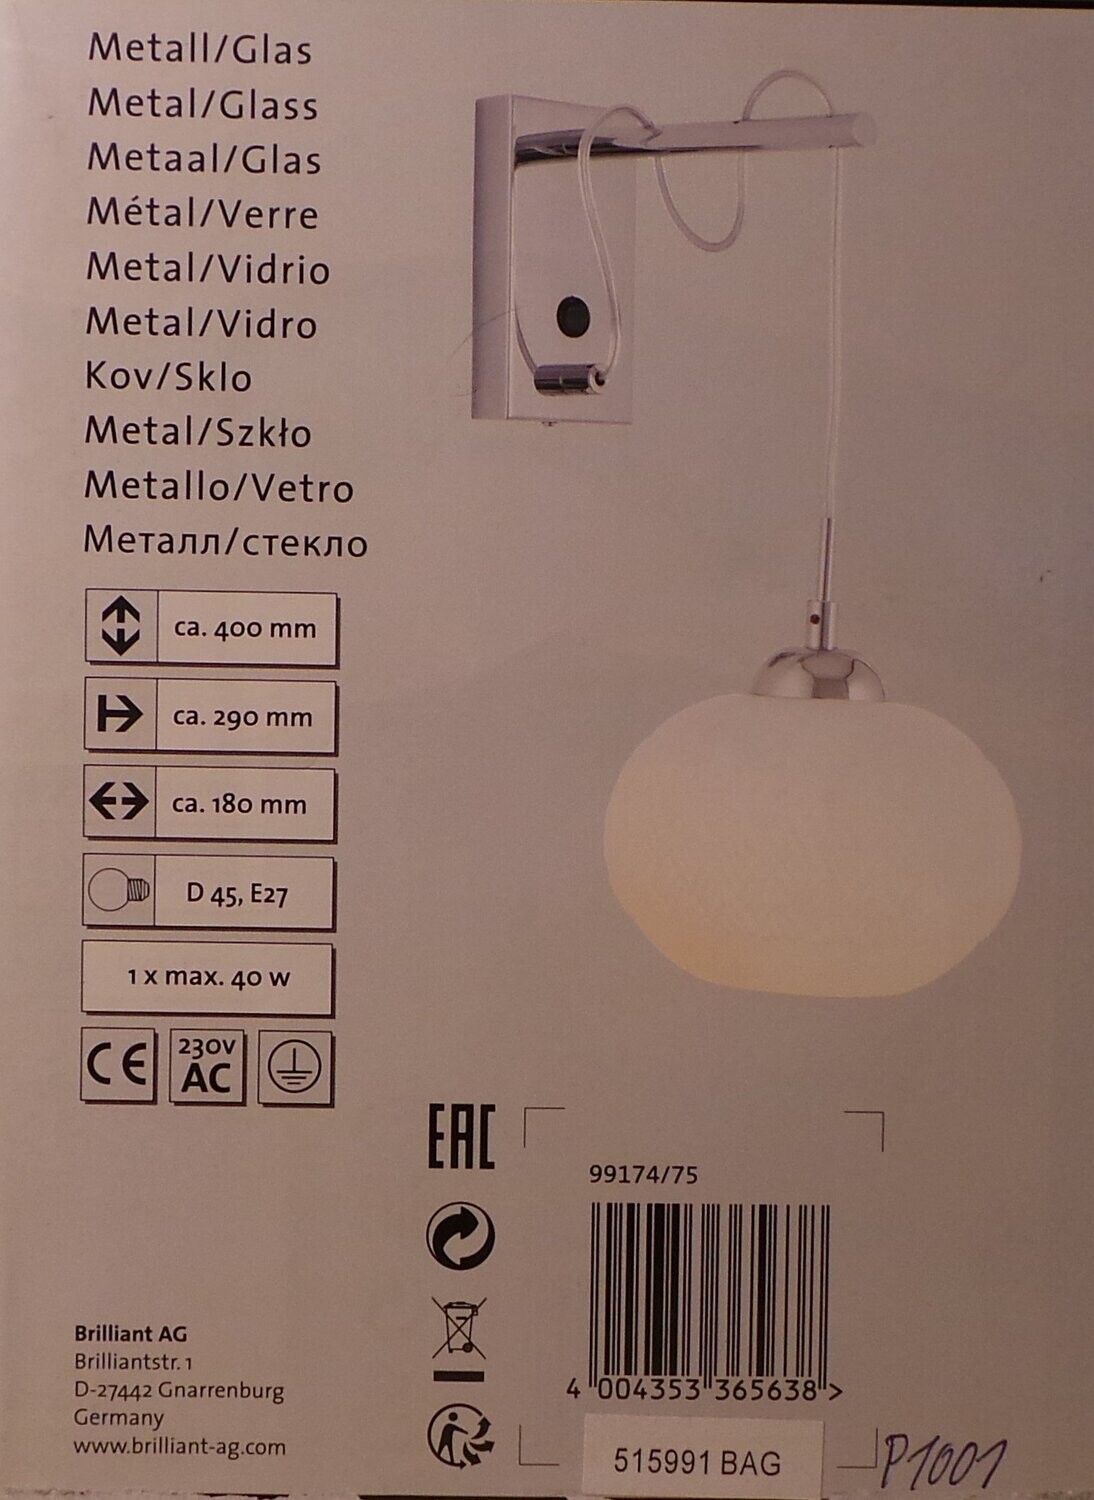 Metall/Glas
Metal/Glass
Metaal/Glas
Métal/Verre
Metal/Vidrio
Metal/Vidro
Kov/Sklo
Metal/Szkło
Metallo/Vetro
Металл/стекло
ca. 400 mm
ca. 290 mm
ca. 180 mm
D 45, E27
1 x max. 40 w
CE
230V
AC
EAC
99174/75
4 004353 365638 >
515991 BAG
P1001
Brilliant AG
Brilliantstr. 1
D-27442 Gnarrenburg
Germany
www.brilliant-ag.com